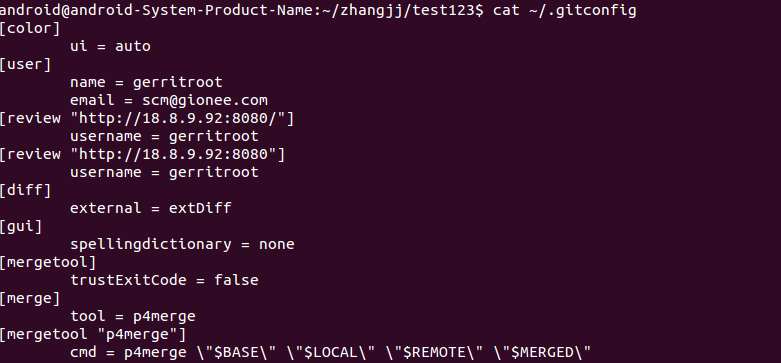 android@android-System-Product-Name:~/zhangjj/test123$ cat ~/.gitconfig
[color]
        ui = auto
[user]
        name = gerritroot
        email = scm@gionee.com
[review "http://18.8.9.92:8080/"]
        username = gerritroot
[review "http://18.8.9.92:8080"]
        username = gerritroot
[diff]
        external = extDiff
[gui]
        spellingdictionary = none
[mergetool]
        trustExitCode = false
[merge]
        tool = p4merge
[mergetool "p4merge"]
        cmd = p4merge \"$BASE\" \"$LOCAL\" \"$REMOTE\" \"$MERGED\"